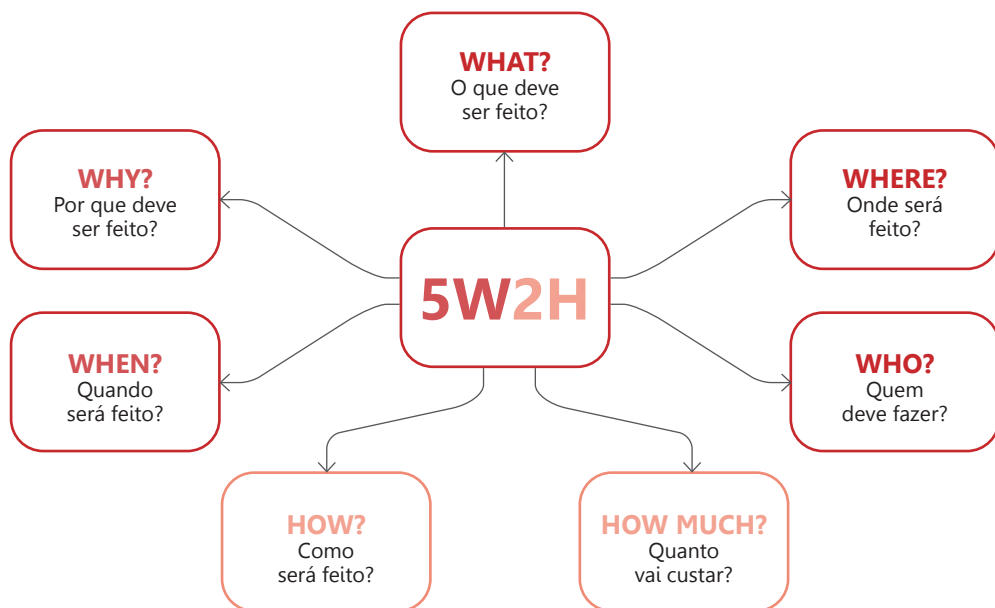 WHAT?
O que deve
ser feito?
WHY?
Por que deve
ser feito?
WHERE?
Onde será
feito?
5W2H
WHEN?
Quando
será feito?
WHO?
Quem
deve fazer?
HOW?
Como
será feito?
HOW MUCH?
Quanto
vai custar?